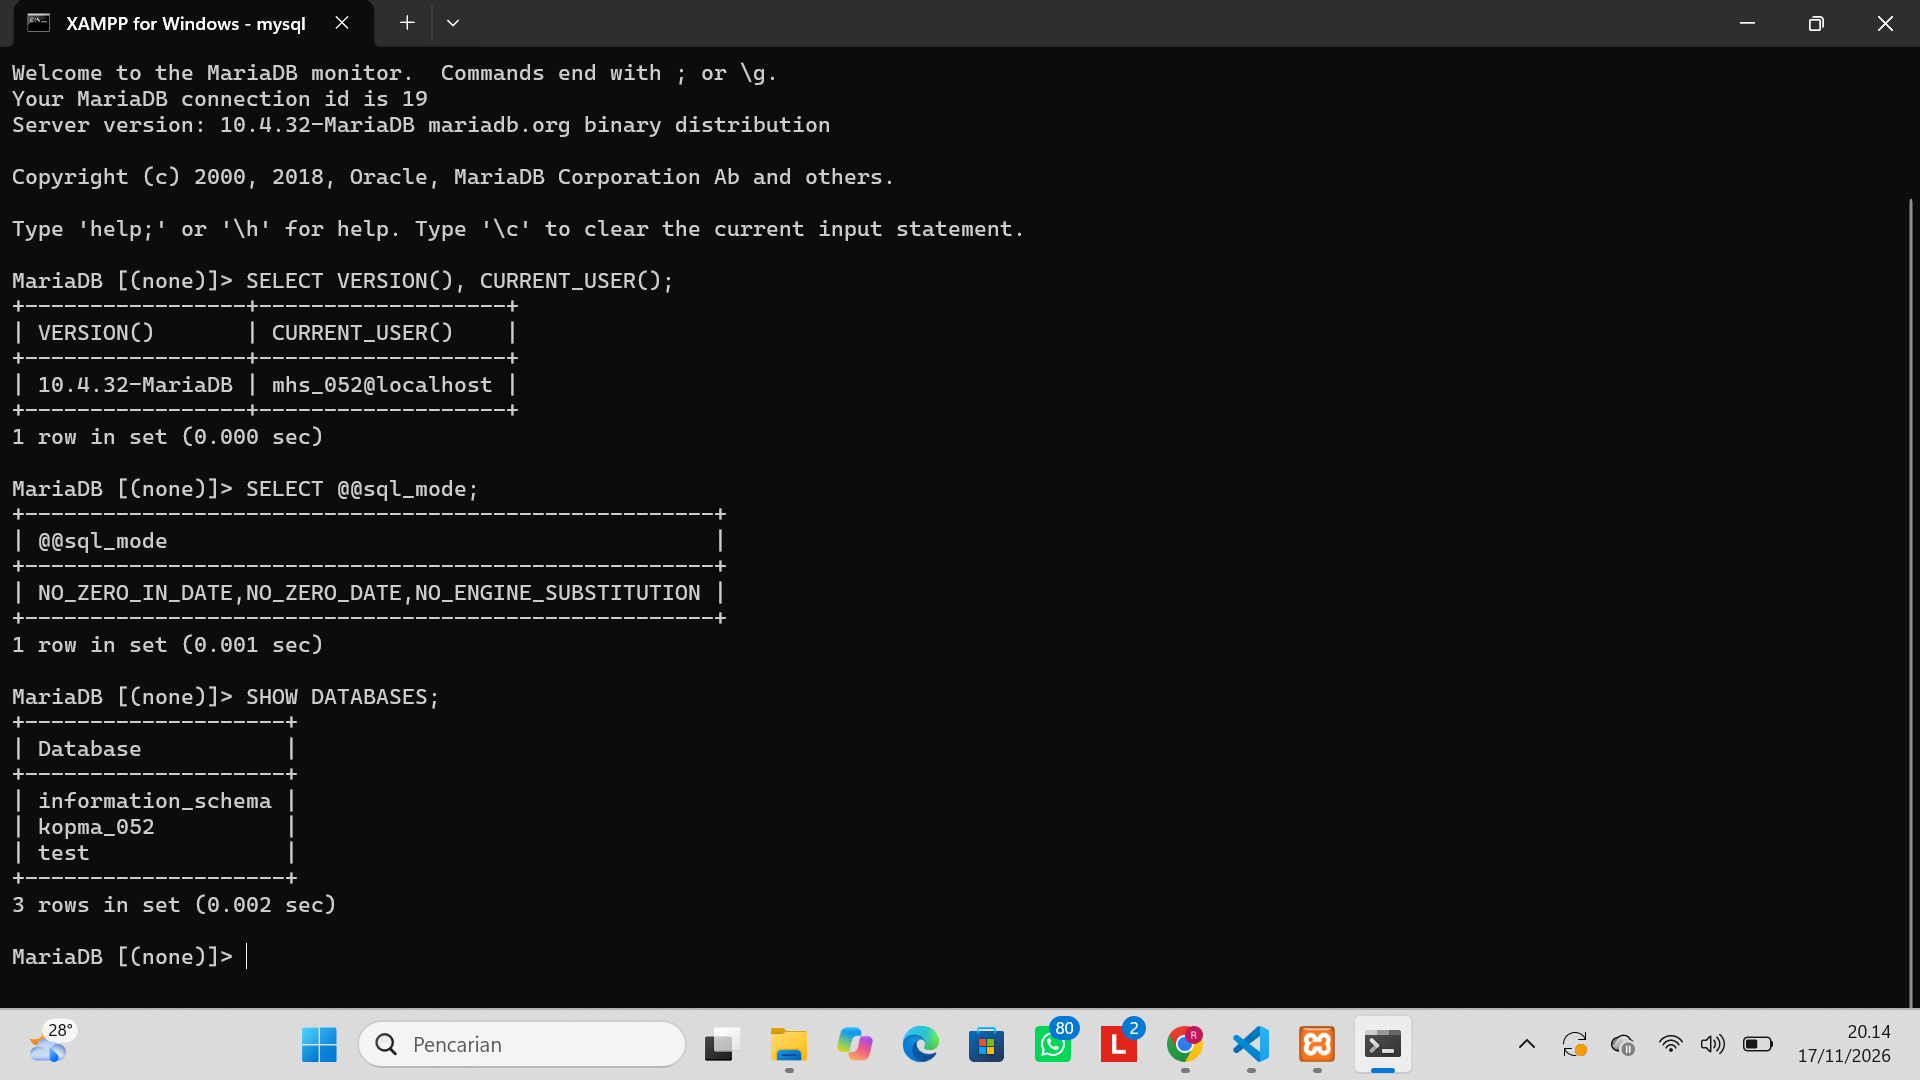 XAMPP for Windows - mysql
Welcome to the MariaDB monitor.  Commands end with ; or \g.
Your MariaDB connection id is 19
Server version: 10.4.32-MariaDB mariadb.org binary distribution
Copyright (c) 2000, 2018, Oracle, MariaDB Corporation Ab and others.
Type 'help;' or '\h' for help. Type '\c' to clear the current input statement.
MariaDB [(none)]> SELECT VERSION(), CURRENT_USER();
+-----------------+-------------------+
| VERSION()       | CURRENT_USER()    |
+-----------------+-------------------+
| 10.4.32-MariaDB | mhs_052@localhost |
+-----------------+-------------------+
1 row in set (0.000 sec)
MariaDB [(none)]> SELECT @@sql_mode;
+-----------------------------------------------------+
| @@sql_mode                                          |
+-----------------------------------------------------+
| NO_ZERO_IN_DATE,NO_ZERO_DATE,NO_ENGINE_SUBSTITUTION |
+-----------------------------------------------------+
1 row in set (0.001 sec)
MariaDB [(none)]> SHOW DATABASES;
+--------------------+
| Database           |
+--------------------+
| information_schema |
| kopma_052          |
| test               |
+--------------------+
3 rows in set (0.002 sec)
MariaDB [(none)]>
28°
Pencarian
80
L
2
R
20.14
17/11/2026